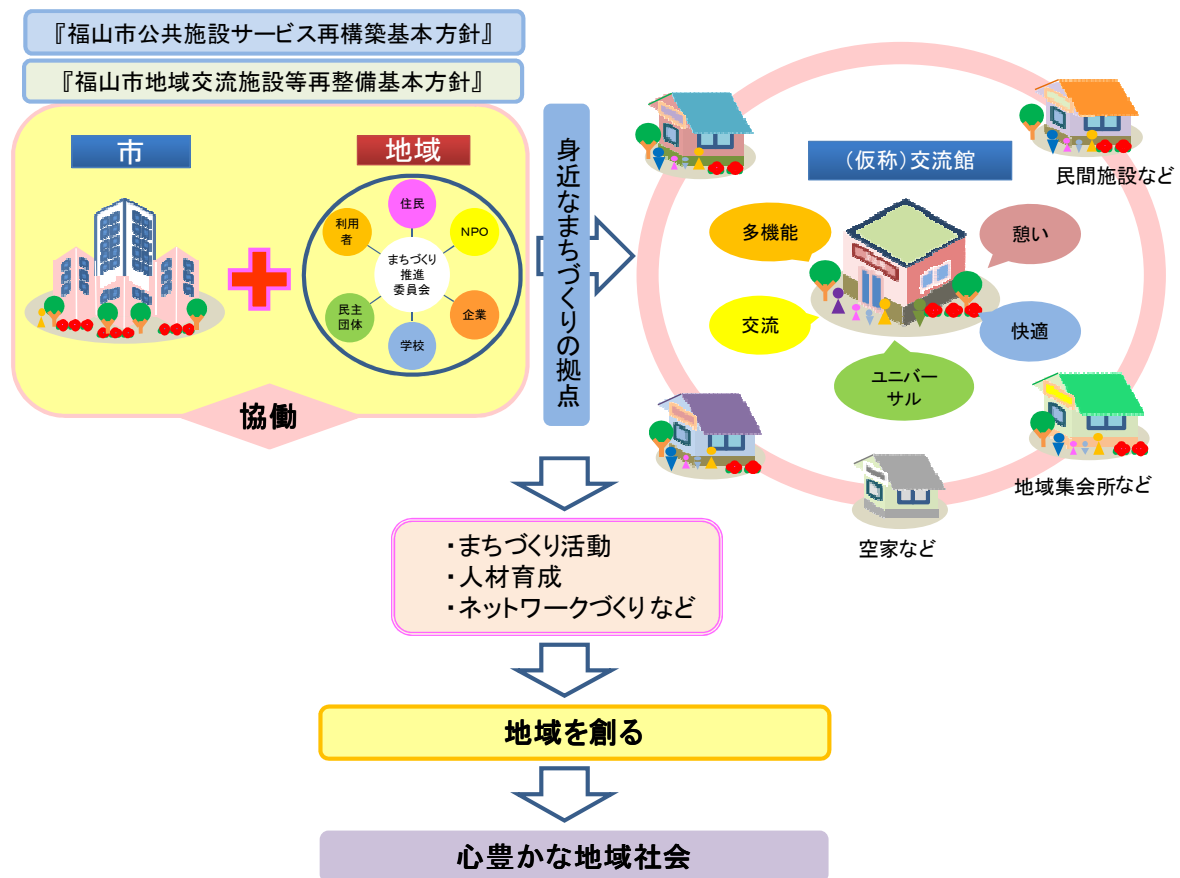 『福山市公共施設サービス再構築基本方針』
『福山市地域交流施設等再整備基本方針』
市
地域
住民
利用
者
NPO
まちづくり
推進
委員会
民主
団体
企業
学校
協働
身近なまちづくりの拠点
(仮称)交流館
民間施設など
多機能
憩い
交流
快適
ユニバー
サル
地域集会所など
空家など
・まちづくり活動
・人材育成
・ネットワークづくりなど
地域を創る
心豊かな地域社会